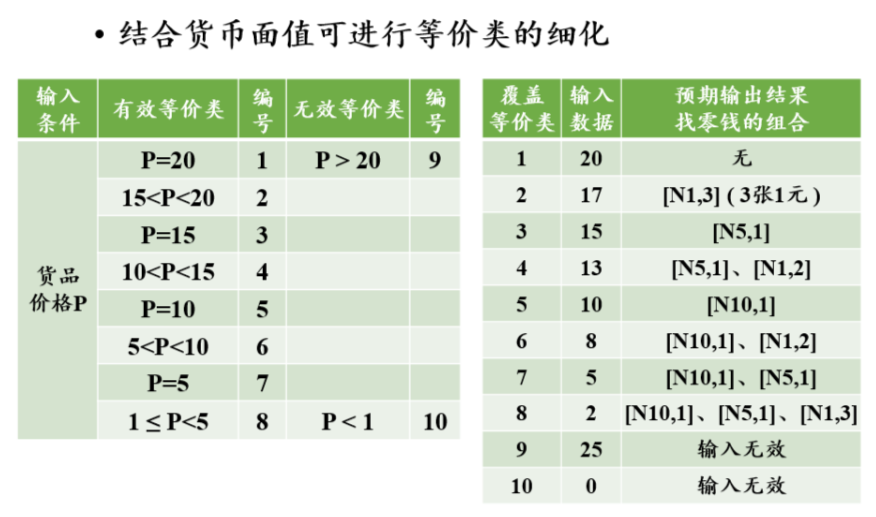 • 结合货币面值可进行等价类的细化
输入条件 有效等价类 编号 无效等价类 编号
货品价格P
P=20 1 P > 20 9
15<P<20 2
P=15 3
10<P<15 4
P=10 5
5<P<10 6
P=5 7
1 ≤ P<5 8 P < 1 10
覆盖等价类 输入数据 预期输出结果找零钱的组合
1 20 无
2 17 [N1,3] ( 3张1元 )
3 15 [N5,1]
4 13 [N5,1]、[N1,2]
5 10 [N10,1]
6 8 [N10,1]、[N1,2]
7 5 [N10,1]、[N5,1]
8 2 [N10,1]、[N5,1]、[N1,3]
9 25 输入无效
10 0 输入无效